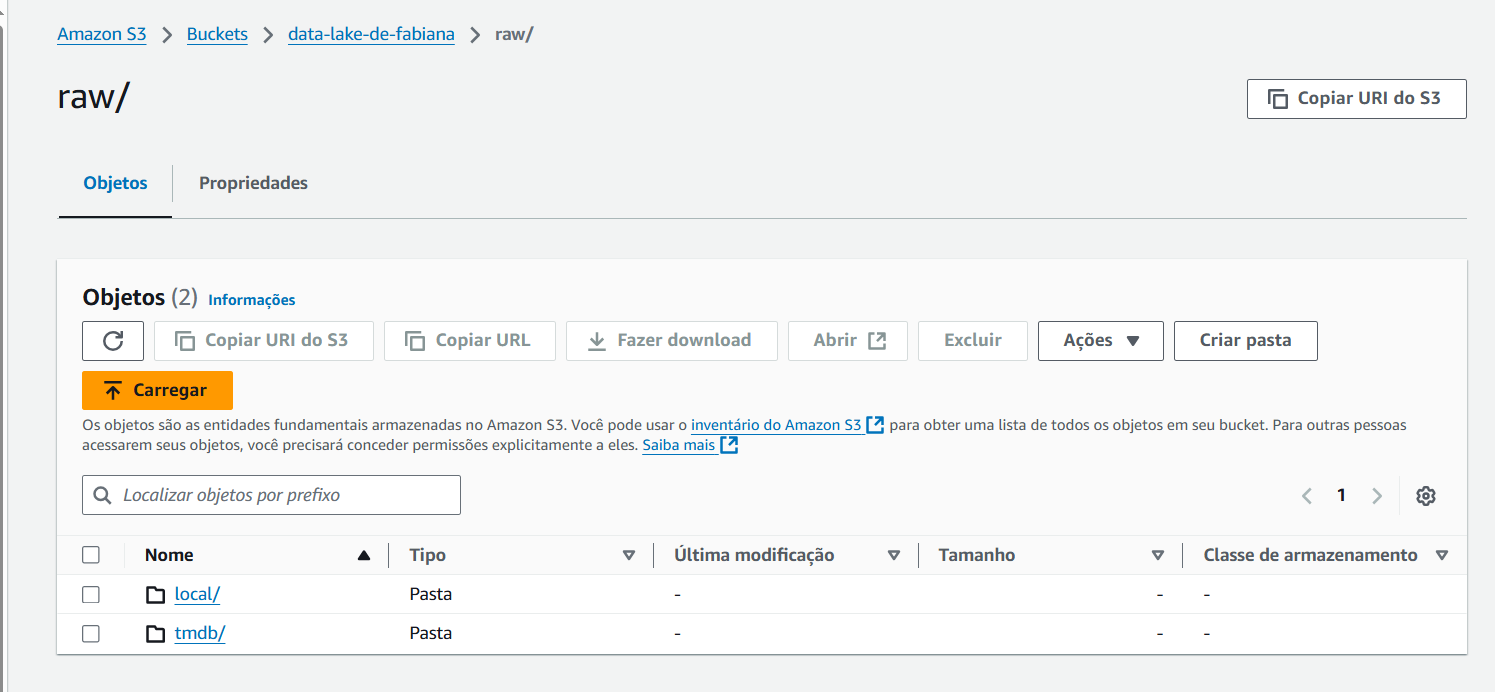 Amazon S3 > Buckets > data-lake-de-fabiana > raw/
raw/
Copiar URI do S3
Objetos Propriedades
Objetos (2) Informações
Copiar URI do S3 Copiar URL Fazer download Abrir Excluir Ações Criar pasta
Carregar
Os objetos são as entidades fundamentais armazenadas no Amazon S3. Você pode usar o inventário do Amazon S3 para obter uma lista de todos os objetos em seu bucket. Para outras pessoas
acessarem seus objetos, você precisará conceder permissões explicitamente a eles. Saiba mais
Localizar objetos por prefixo
1
Nome Tipo Última modificação Tamanho Classe de armazenamento
local/ Pasta - - -
tmdb/ Pasta - - -